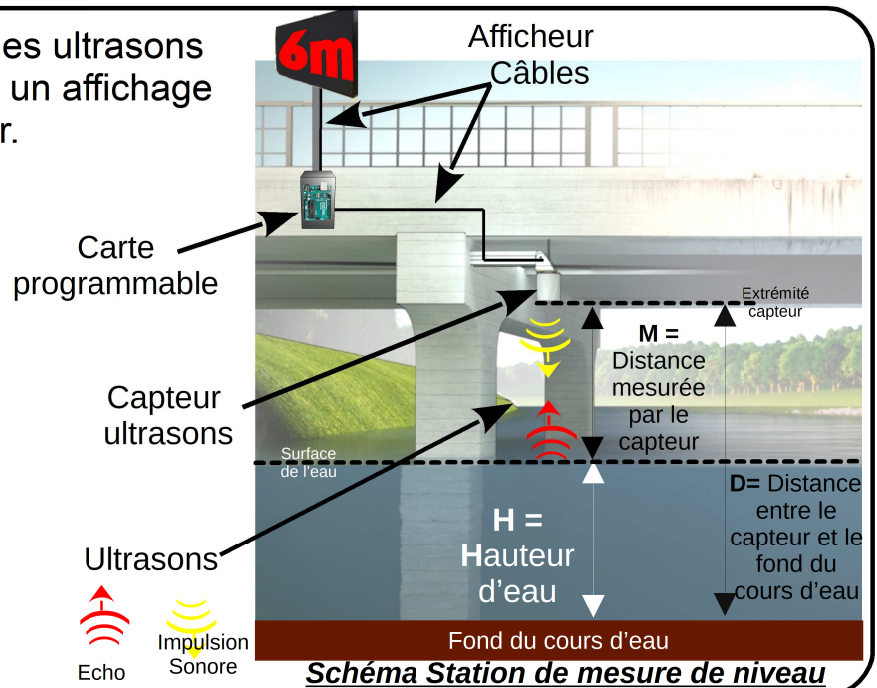 es ultrasons
un affichage
r.
6m
Afficheur
Câbles
Carte
programmable
Extrémité
capteur
M =
Distance
mesurée
par le
capteur
Capteur
ultrasons
Surface
de l'eau
D= Distance
entre le
capteur et le
fond du
cours d'eau
H =
Hauteur
d'eau
Ultrasons
Impulsion
Sonore
Echo
Fond du cours d'eau
Schéma Station de mesure de niveau